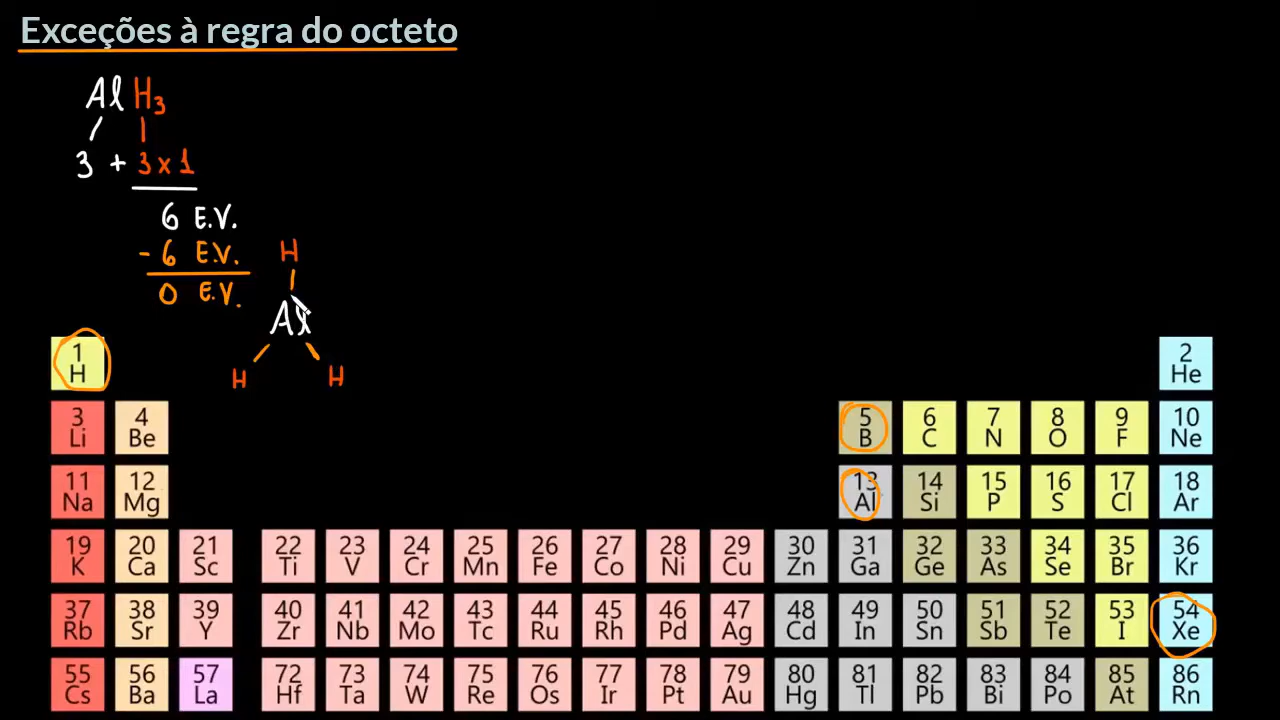 Exceções à regra do octeto
AlH₃
3 + 3 x 1
6 E.V.
- 6 E.V.
0 E.V.
H
Al
H H
1 2
H He
3 4 5 6 7 8 9 10
Li Be B C N O F Ne
11 12 13 14 15 16 17 18
Na Mg Al Si P S Cl Ar
19 20 21 22 23 24 25 26 27 28 29 30 31 32 33 34 35 36
K Ca Sc Ti V Cr Mn Fe Co Ni Cu Zn Ga Ge As Se Br Kr
37 38 39 40 41 42 43 44 45 46 47 48 49 50 51 52 53 54
Rb Sr Y Zr Nb Mo Tc Ru Rh Pd Ag Cd In Sn Sb Te I Xe
55 56 57 72 73 74 75 76 77 78 79 80 81 82 83 84 85 86
Cs Ba La Hf Ta W Re Os Ir Pt Au Hg Tl Pb Bi Po At Rn